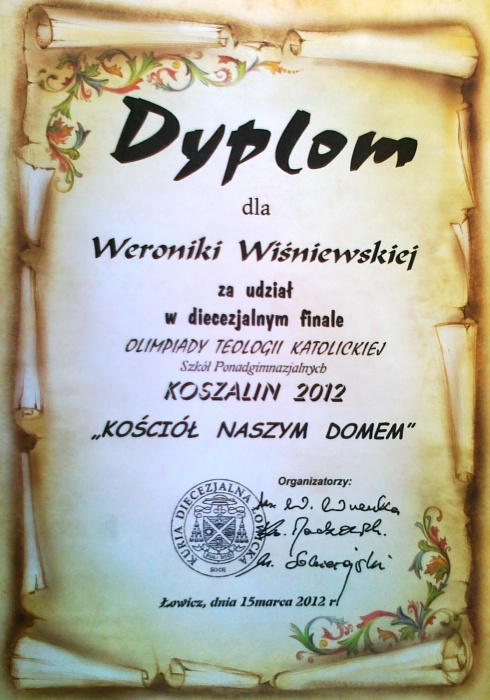 Dyplom
dla
Weroniki Wiśniewskiej
za udział
w diecezjalnym finale
OLIMPIADY TEOLOGII KATOLICKIEJ
Szkół Ponadgimnazjalnych
KOSZALIN 2012
„KOŚCIÓŁ NASZYM DOMEM”
Organizatorzy:
KURIA DIECEZJALNA ŁOWICKA
Łowicz, dnia 15marca 2012 r.